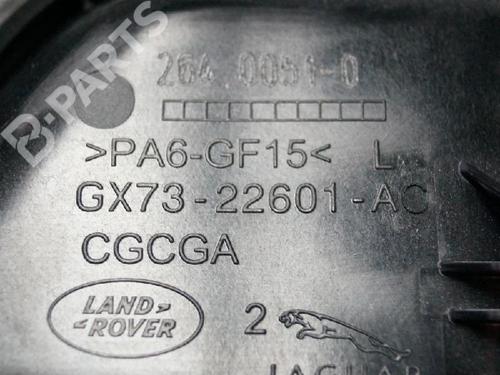 B-PARTS
264 0051-0
>PA6-GF15< L
GX73-22601-AC
CGCGA
LAND>
<ROVER
2
JAGUAR